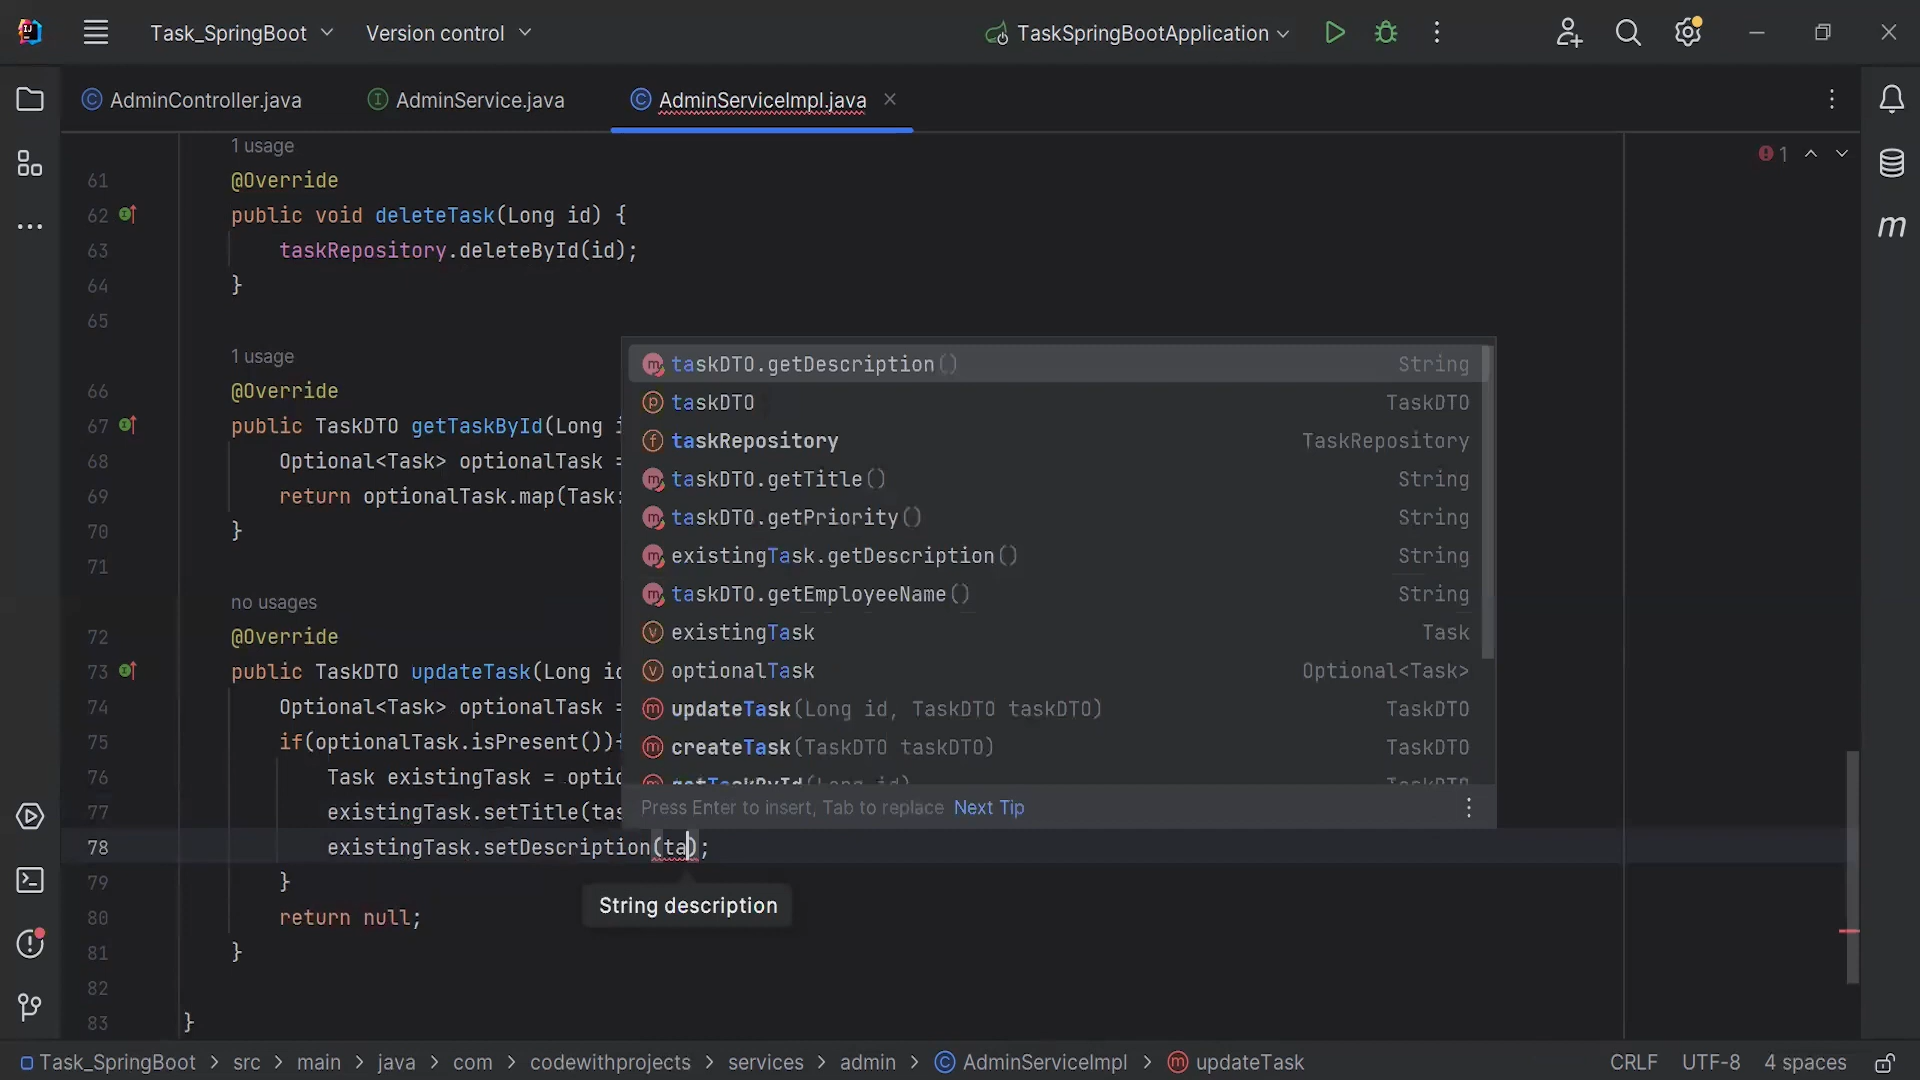 Task_SpringBoot Version control TaskSpringBootApplication
AdminController.java AdminService.java AdminServiceImpl.java
1 usage
1
61 @Override
62 public void deleteTask(Long id) {
63 taskRepository.deleteById(id);
64 }
65
1 usage
66 @Override
67 public TaskDTO getTaskById(Long i
68 Optional<Task> optionalTask =
69 return optionalTask.map(Task:
70 }
71
no usages
72 @Override
73 public TaskDTO updateTask(Long id
74 Optional<Task> optionalTask =
75 if(optionalTask.isPresent()){
76 Task existingTask = optio
77 existingTask.setTitle(tas
78 existingTask.setDescription(ta);
79 }
80 return null;
81 }
82
83 }
taskDTO.getDescription() String
taskDTO TaskDTO
taskRepository TaskRepository
taskDTO.getTitle() String
taskDTO.getPriority() String
existingTask.getDescription() String
taskDTO.getEmployeeName() String
existingTask Task
optionalTask Optional<Task>
updateTask(Long id, TaskDTO taskDTO) TaskDTO
createTask(TaskDTO taskDTO) TaskDTO
getTaskById(Long id) TaskDTO
Press Enter to insert, Tab to replace Next Tip
String description
Task_SpringBoot > src > main > java > com > codewithprojects > services > admin > AdminServiceImpl > updateTask CRLF UTF-8 4 spaces